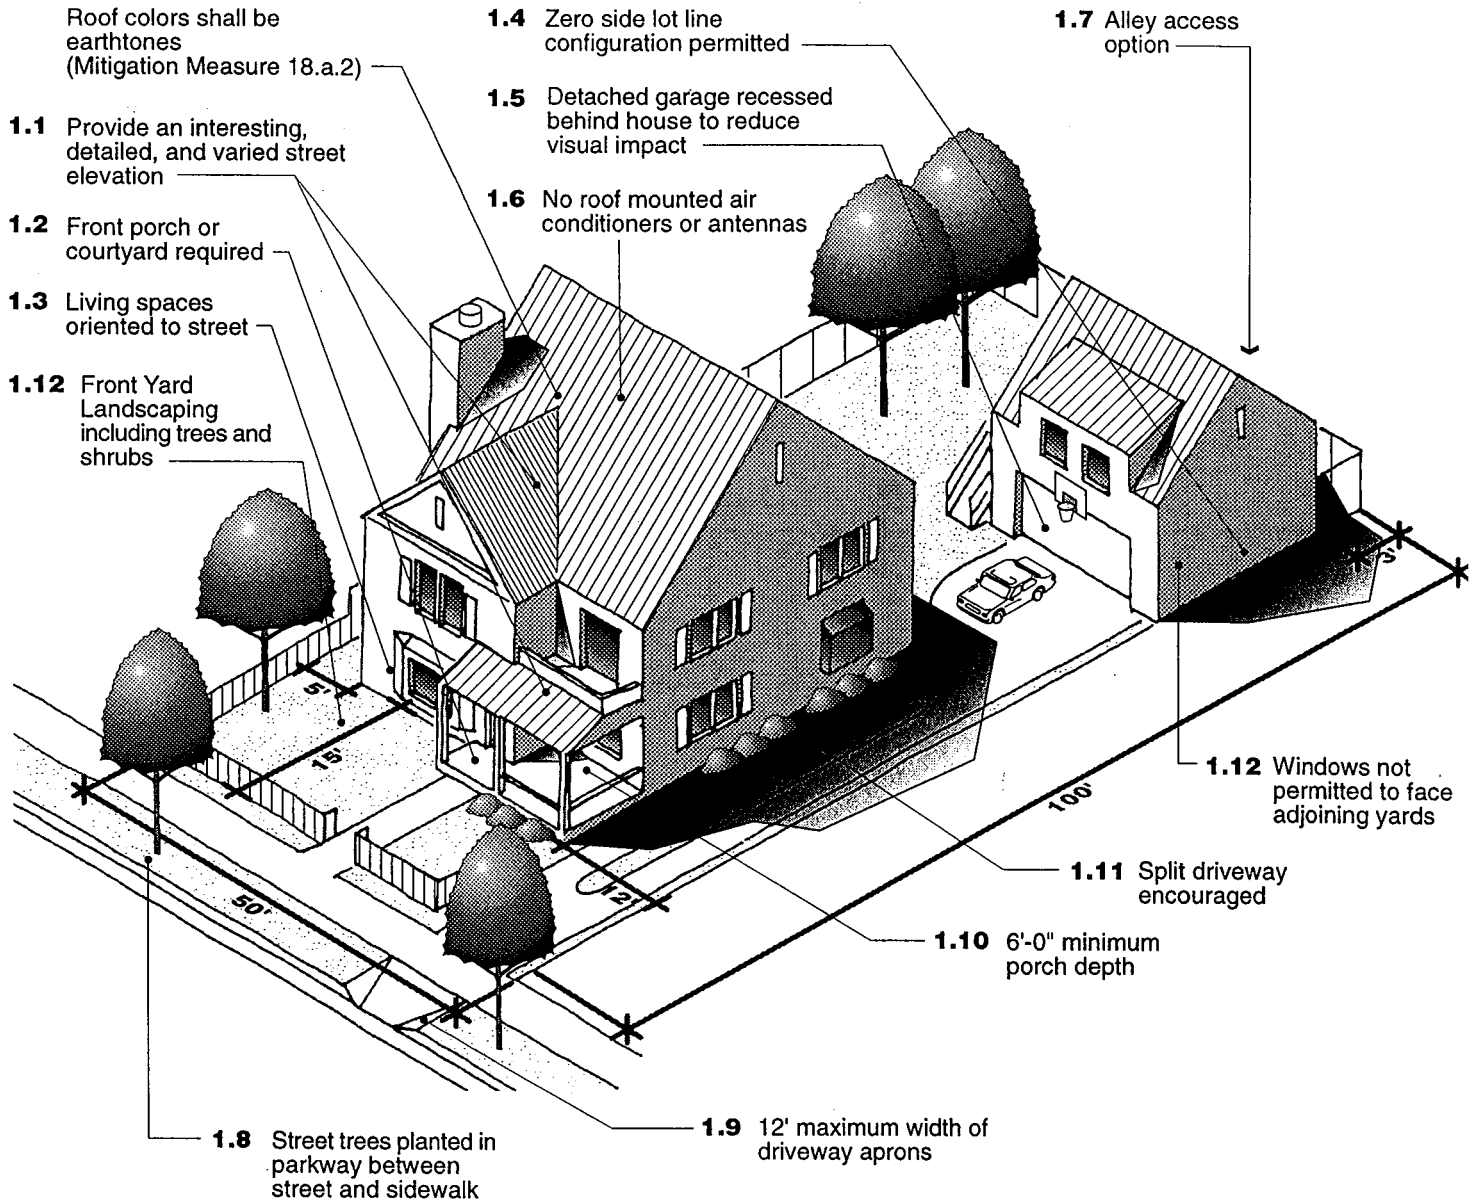 Roof colors shall be
earthtones
(Mitigation Measure 18.a.2)
1.1 Provide an interesting,
detailed, and varied street
elevation
1.2 Front porch or
courtyard required
1.3 Living spaces
oriented to street
1.12 Front Yard
Landscaping
including trees and
shrubs
1.4 Zero side lot line
configuration permitted
1.5 Detached garage recessed
behind house to reduce
visual impact
1.6 No roof mounted air
conditioners or antennas
1.7 Alley access
option
3'
5'
15'
100'
50'
12'
1.12 Windows not
permitted to face
adjoining yards
1.11 Split driveway
encouraged
1.10 6'-0" minimum
porch depth
1.9 12' maximum width of
driveway aprons
1.8 Street trees planted in
parkway between
street and sidewalk